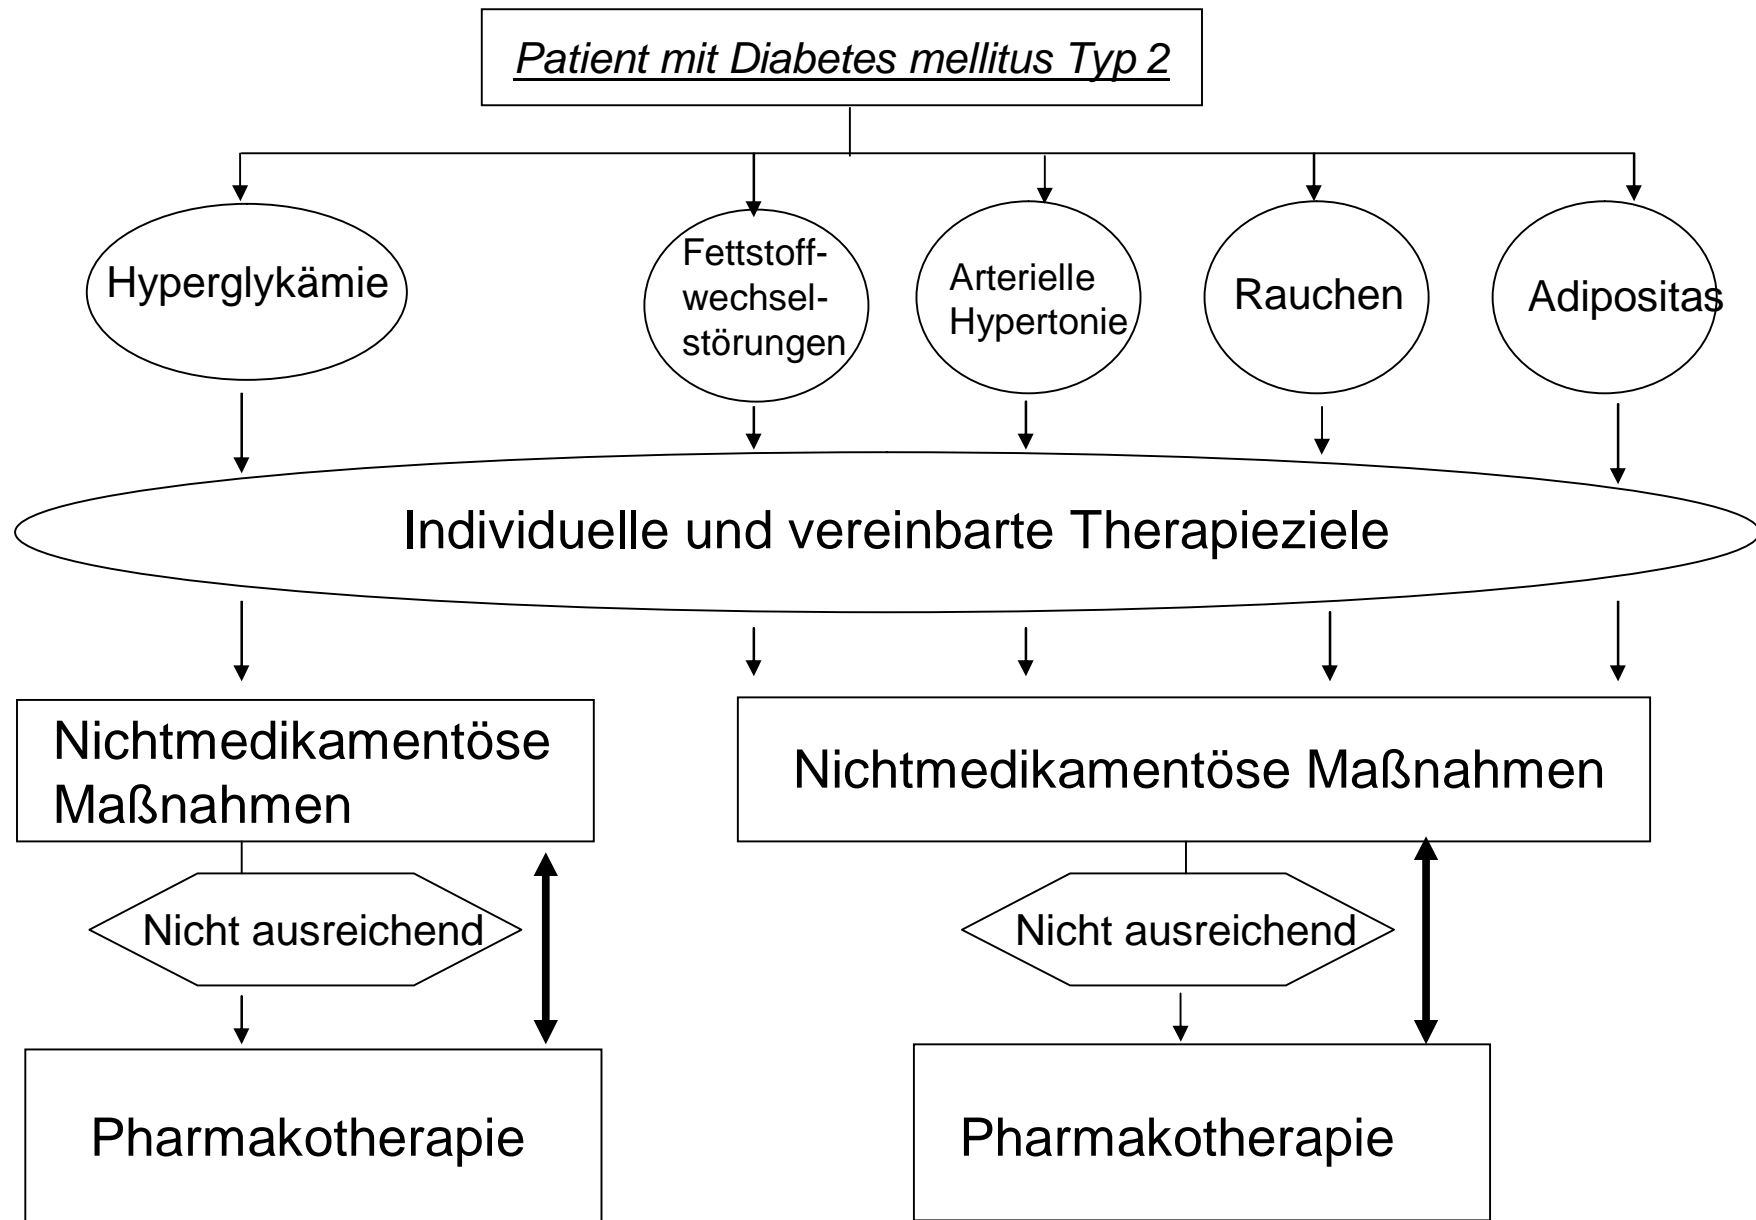 Patient mit Diabetes mellitus Typ 2
Hyperglykämie
Fettstoff-
wechsel-
störungen
Arterielle
Hypertonie
Rauchen
Adipositas
Individuelle und vereinbarte Therapieziele
Nichtmedikamentöse
Maßnahmen
Nichtmedikamentöse Maßnahmen
Nicht ausreichend
Nicht ausreichend
Pharmakotherapie
Pharmakotherapie